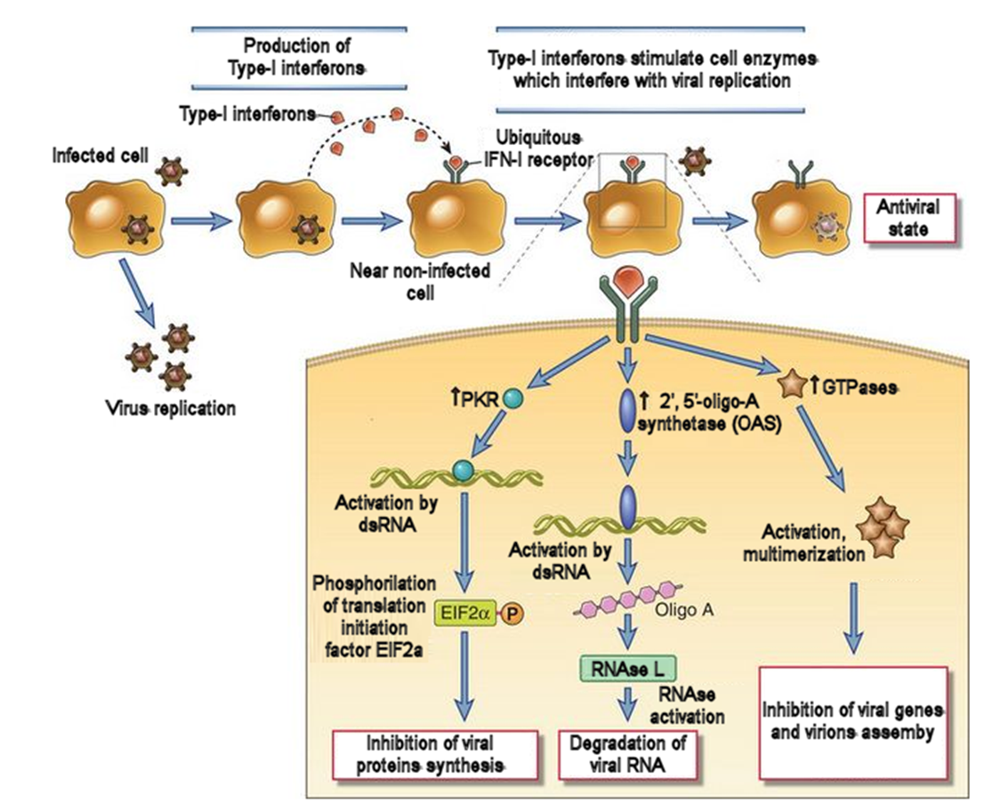 Production of
Type-I interferons
Type-I interferons stimulate cell enzymes
which interfere with viral replication
Type-I interferons
Infected cell
Ubiquitous
IFN-I receptor
Antiviral
state
Near non-infected
cell
Virus replication
↑PKR
↑ 2', 5'-oligo-A
synthetase (OAS)
↑GTPases
Activation by
dsRNA
Activation by
dsRNA
Activation,
multimerization
Phosphorilation
of translation
initiation
factor EIF2a
EIF2α P
Oligo A
RNAse L
RNAse
activation
Inhibition of viral
proteins synthesis
Degradation of
viral RNA
Inhibition of viral genes
and virions assemby